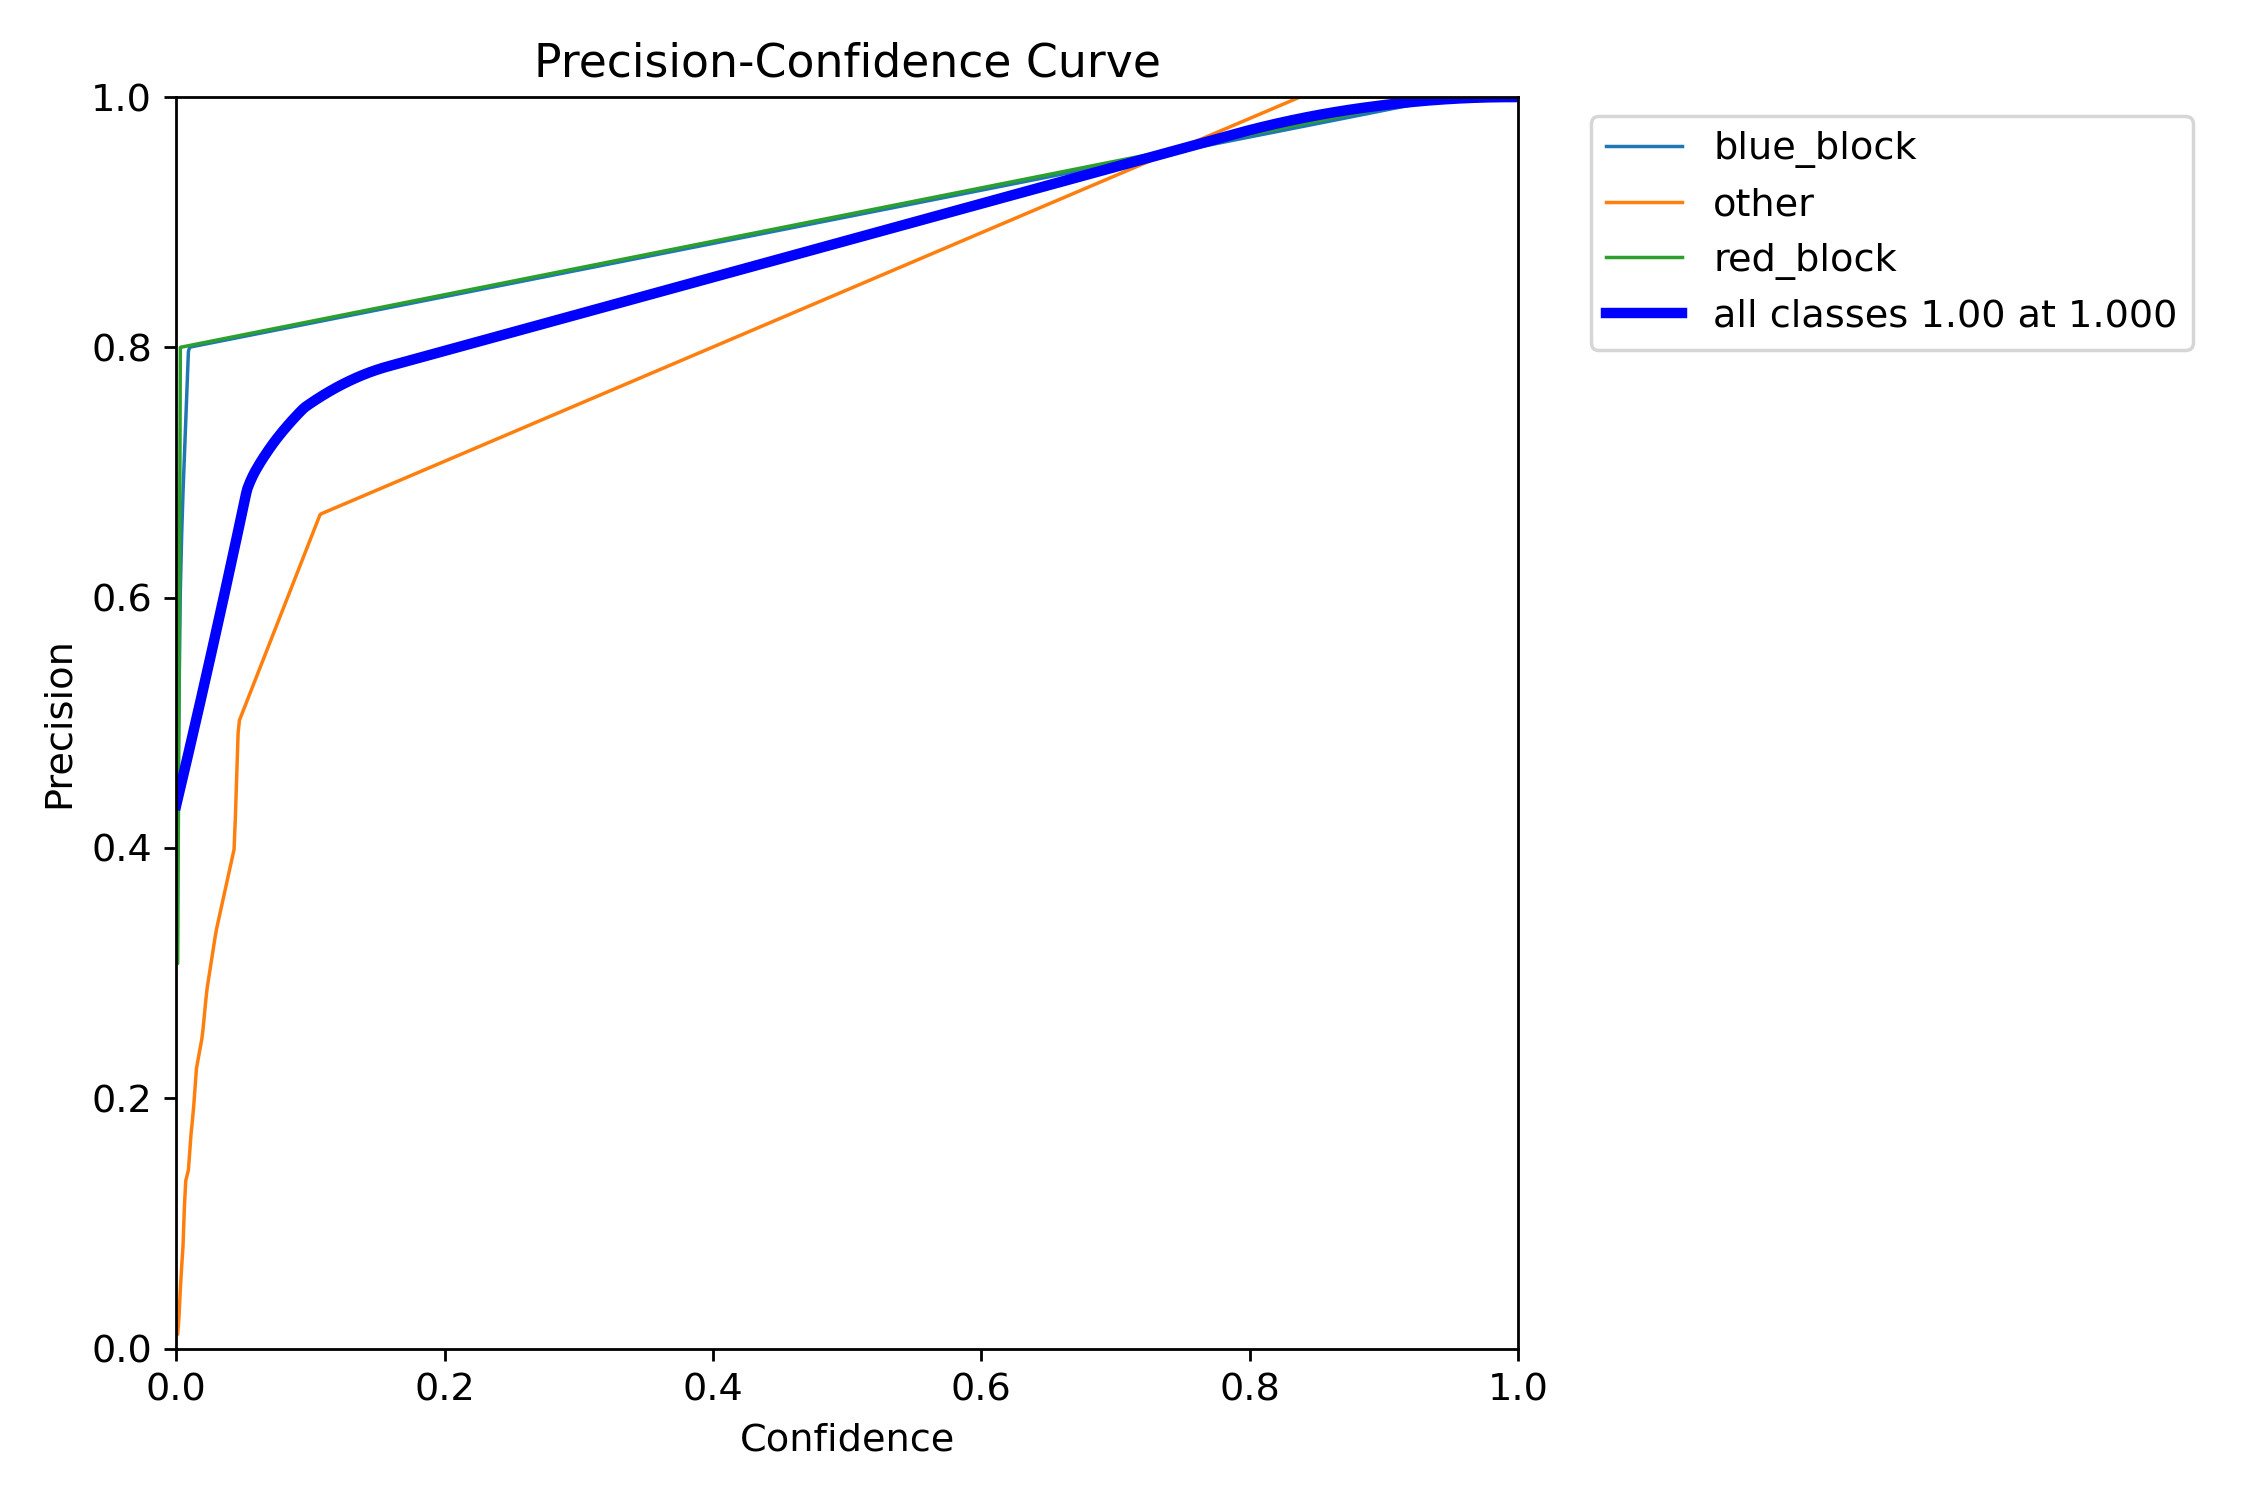 Precision-Confidence Curve
1.0
0.8
0.6
0.4
0.2
0.0
Precision
0.0 0.2 0.4 0.6 0.8 1.0
Confidence
blue_block
other
red_block
all classes 1.00 at 1.000